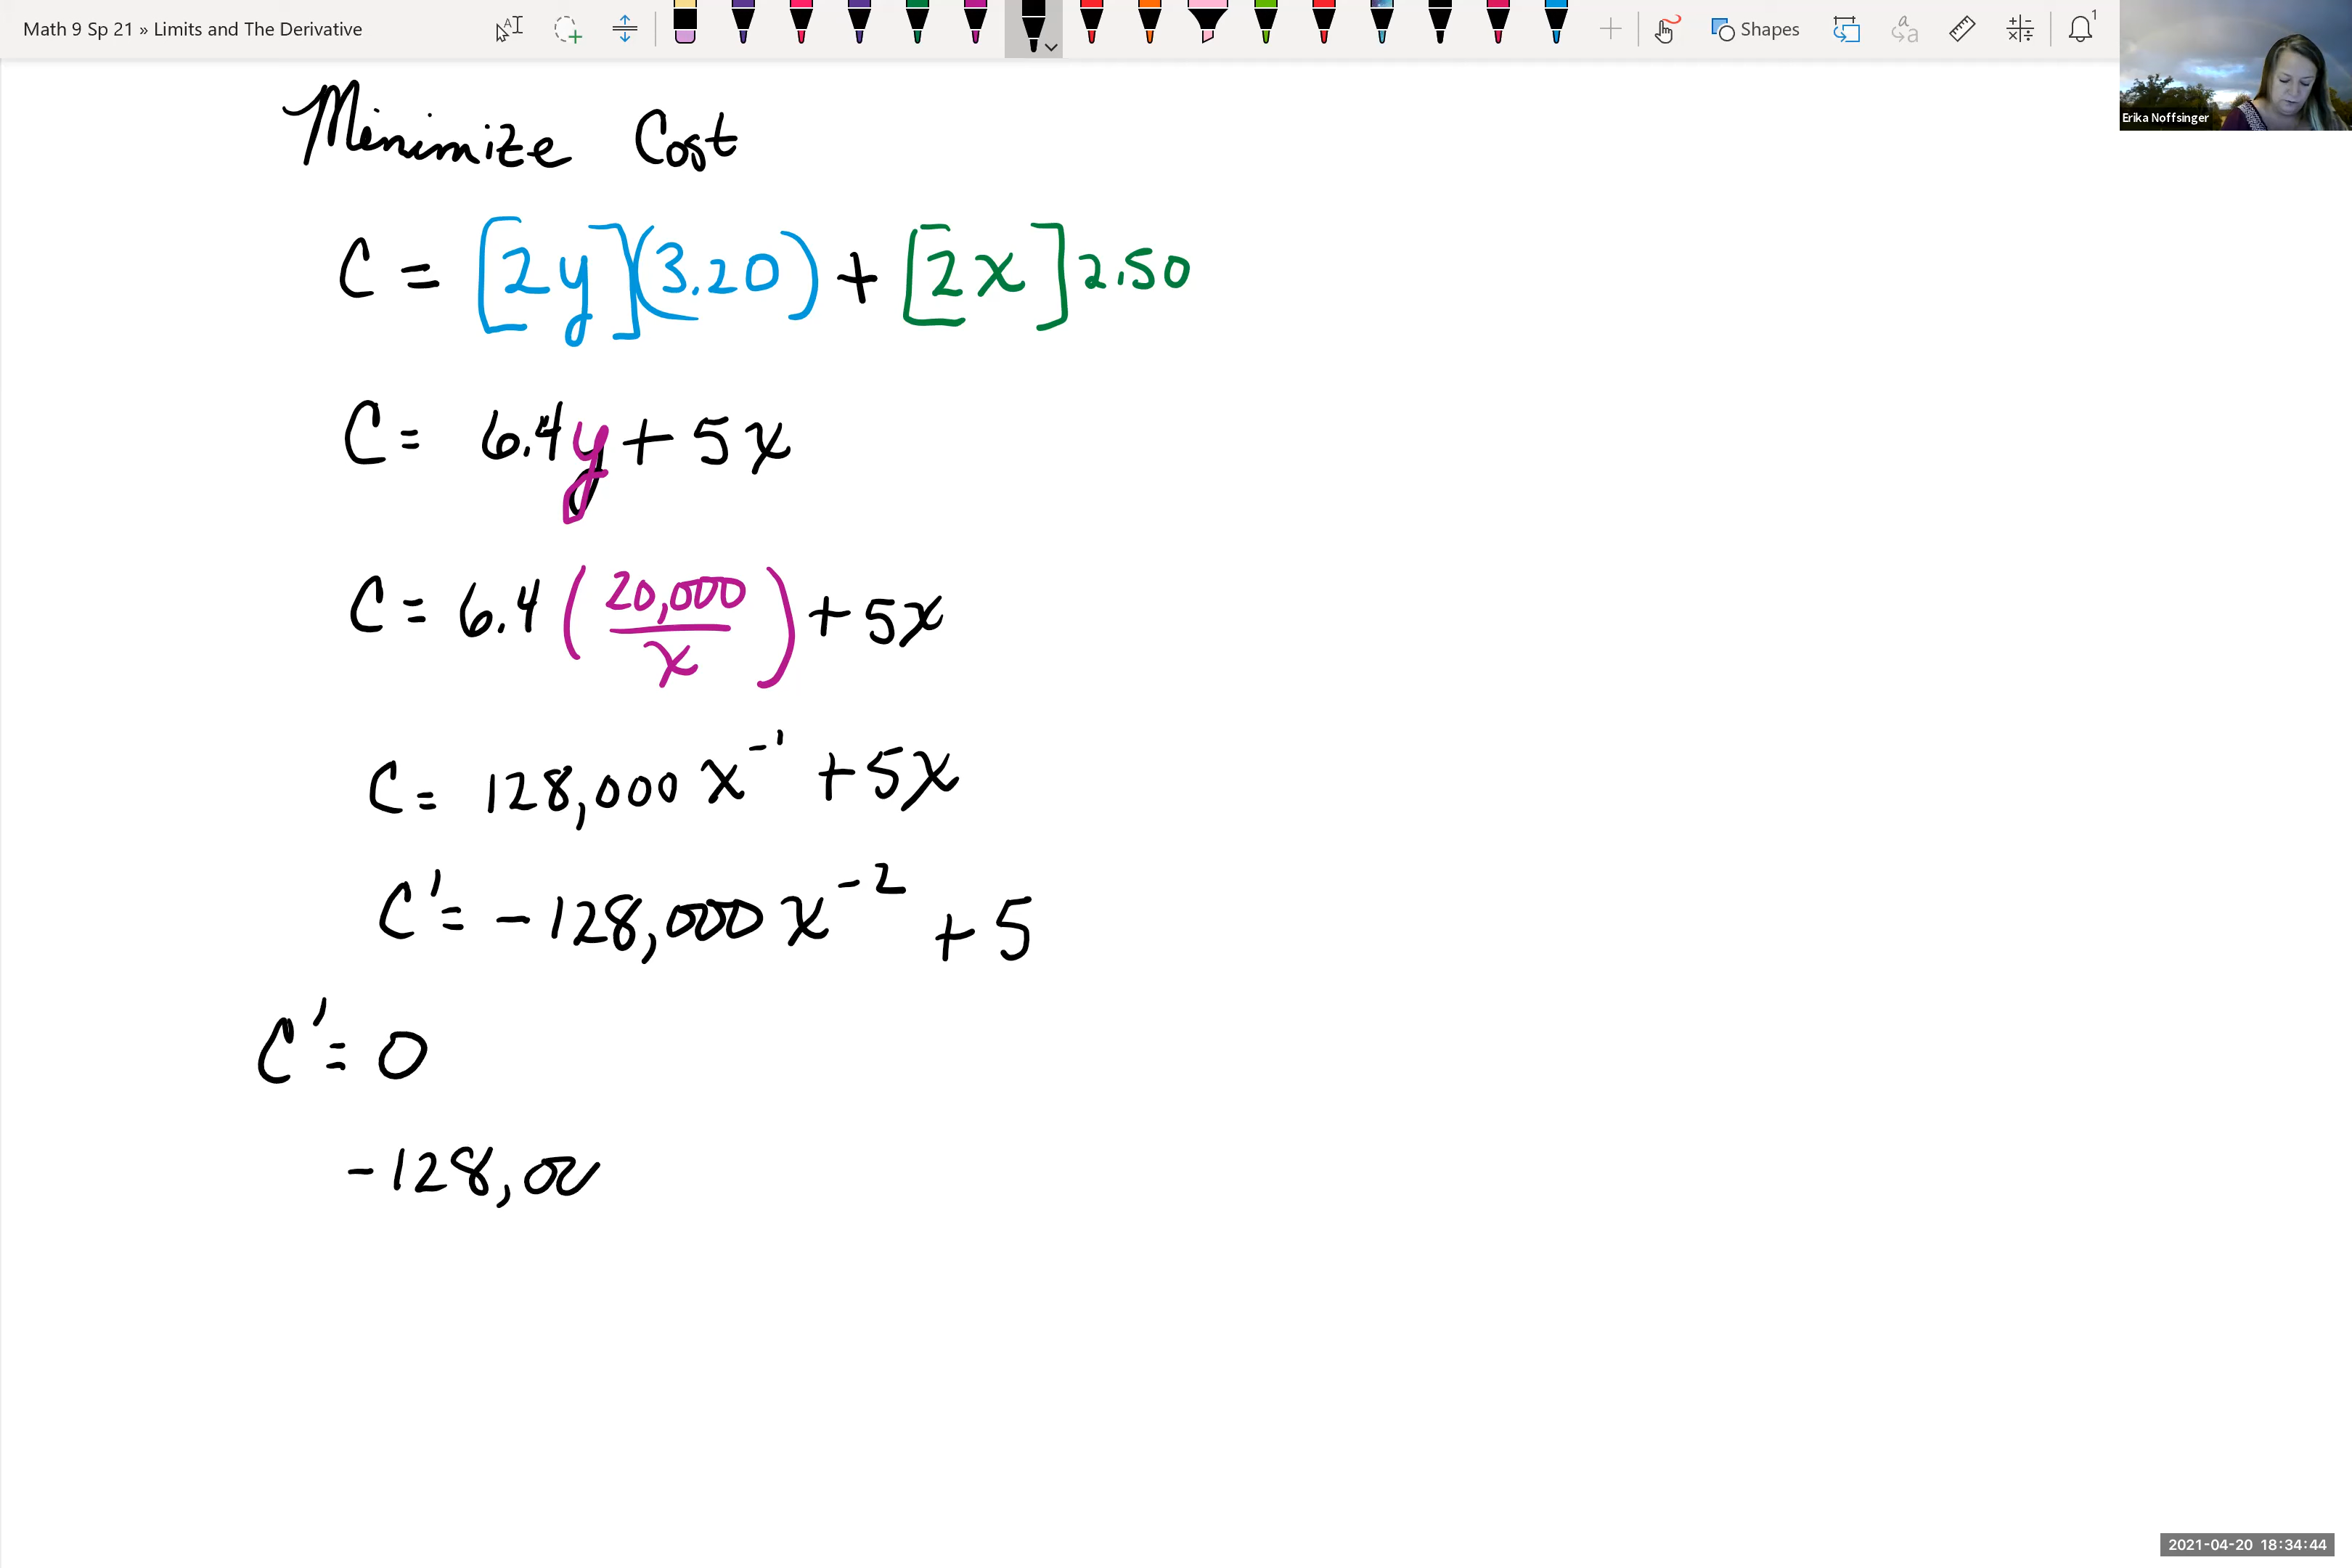 Math 9 Sp 21 » Limits and The Derivative
Shapes
1
Erika Noffsinger
Minimize Cost
C = [2y](3.20) + [2x]2.50
C = 6.4y + 5x
C = 6.4(20,000/x) + 5x
C = 128,000 x⁻¹ + 5x
C' = -128,000 x⁻² + 5
C' = 0
-128,00
2021-04-20 18:34:44